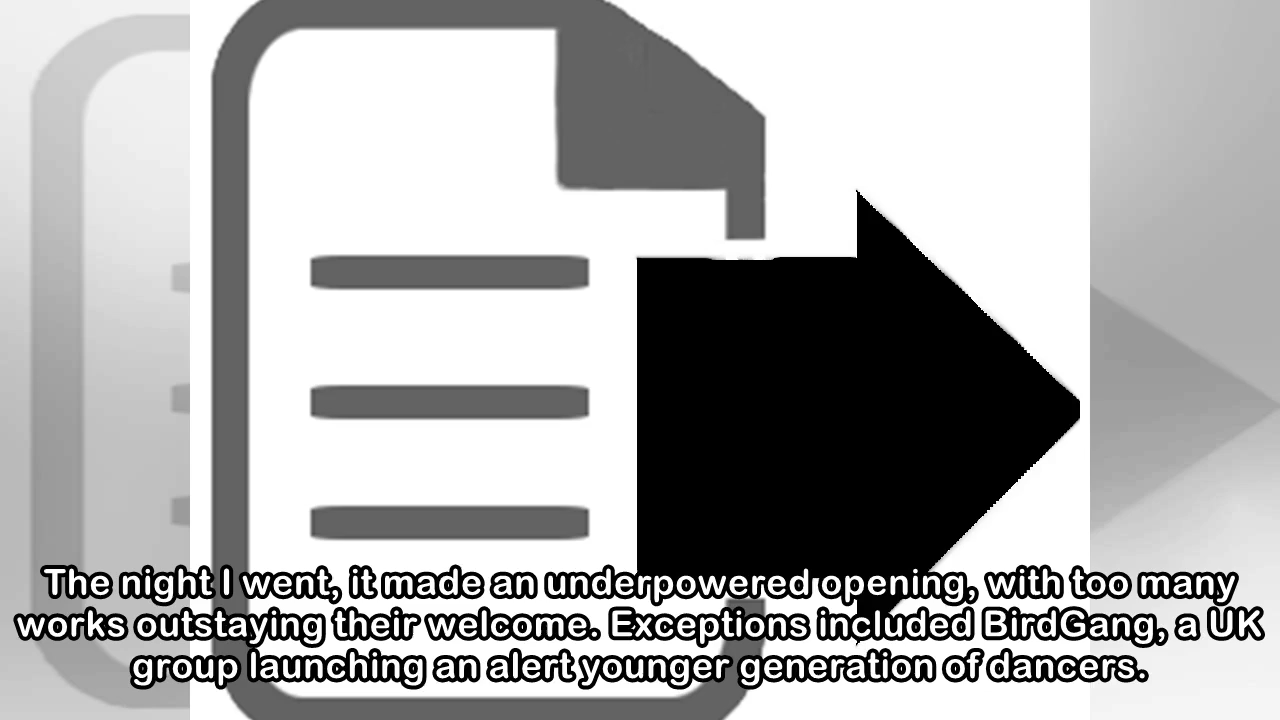 The night I went, it made an underpowered opening, with too many
works outstaying their welcome. Exceptions included BirdGang, a UK
group launching an alert younger generation of dancers.